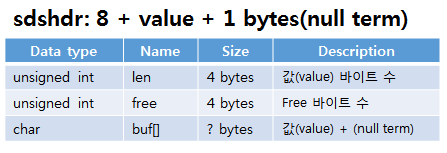 sdshdr: 8 + value + 1 bytes(null term)
Data type Name Size Description
unsigned int len 4 bytes 값(value) 바이트 수
unsigned int free 4 bytes Free 바이트 수
char buf[] ? bytes 값(value) + (null term)